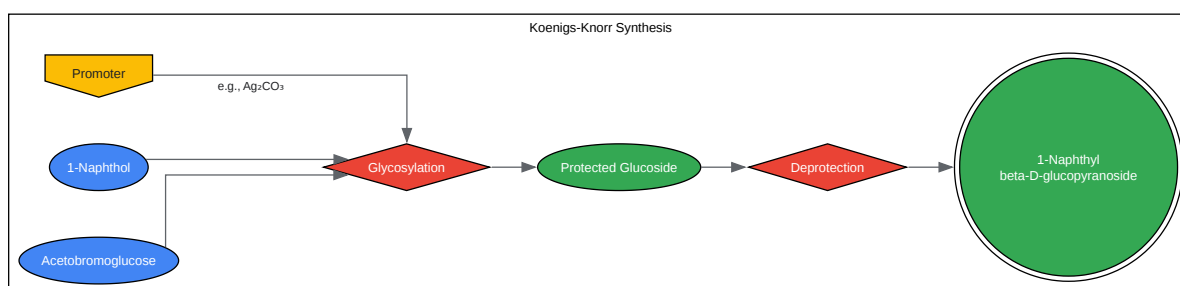 Koenigs-Knorr Synthesis
Promoter
e.g., Ag₂CO₃
1-Naphthol
Glycosylation
Protected Glucoside
Deprotection
1-Naphthyl
beta-D-glucopyranoside
Acetobromoglucose